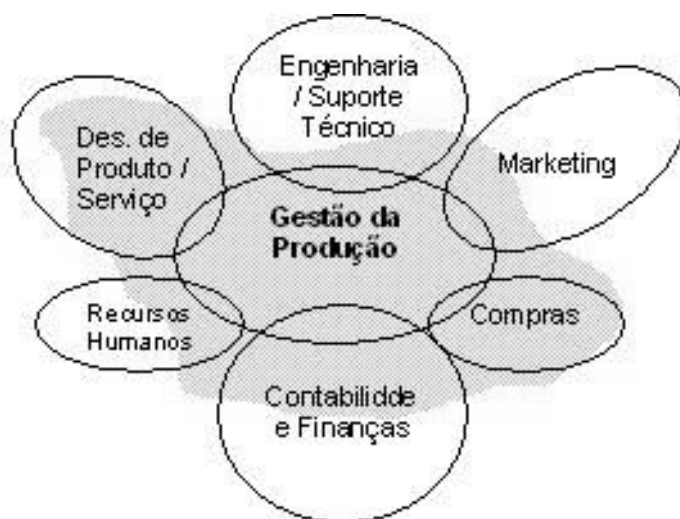 Engenharia
/ Suporte
Técnico
Des. de
Produto /
Serviço
Marketing
Gestão da
Produção
Recursos
Humanos
Compras
Contabilidde
e Finanças